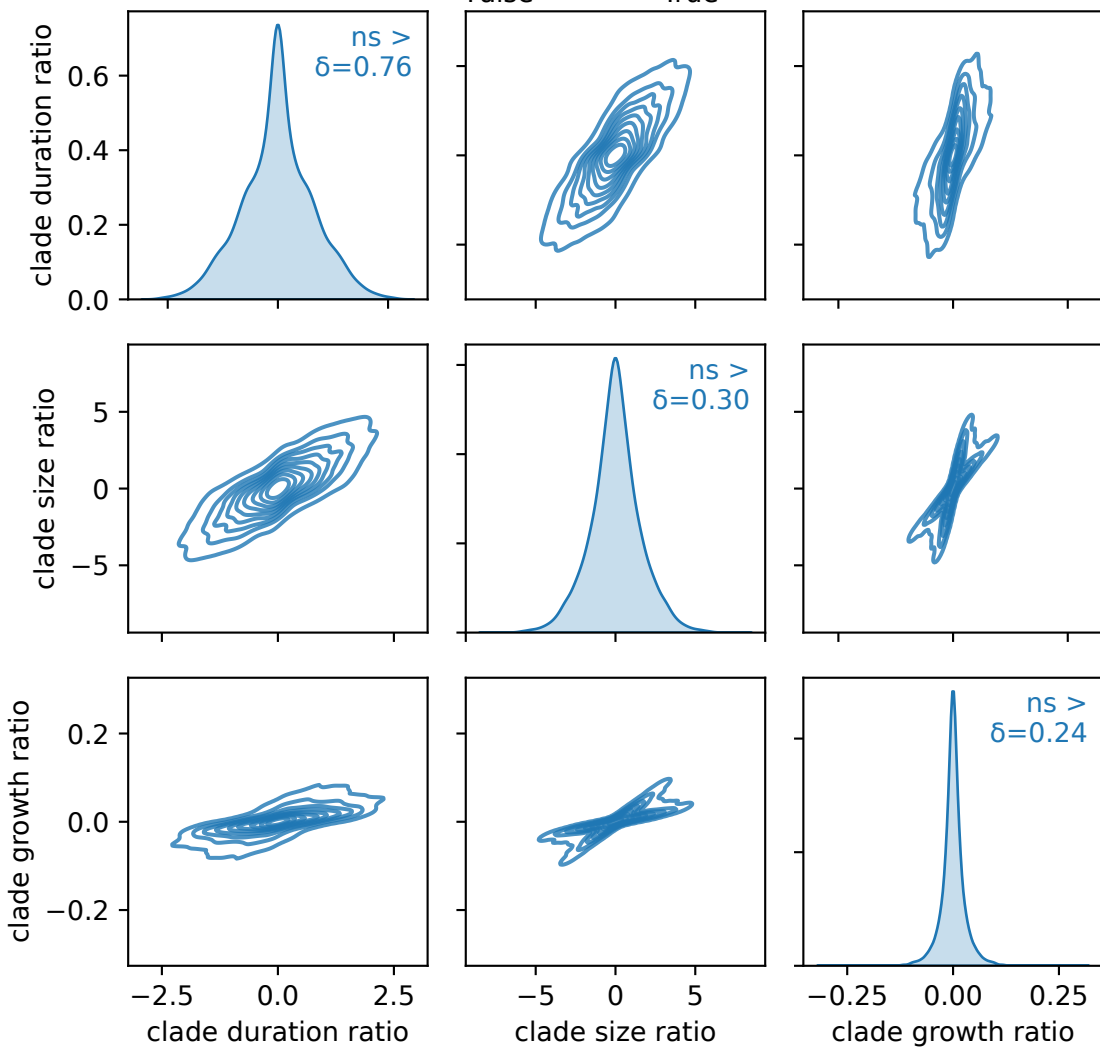 True
clade duration ratio
0.6
0.4
0.2
0.0
ns >
δ=0.76
clade size ratio
5
0
−5
ns >
δ=0.30
clade growth ratio
0.2
0.0
−0.2
ns >
δ=0.24
−2.5 0.0 2.5
−5 0 5
−0.25 0.00 0.25
clade duration ratio
clade size ratio
clade growth ratio